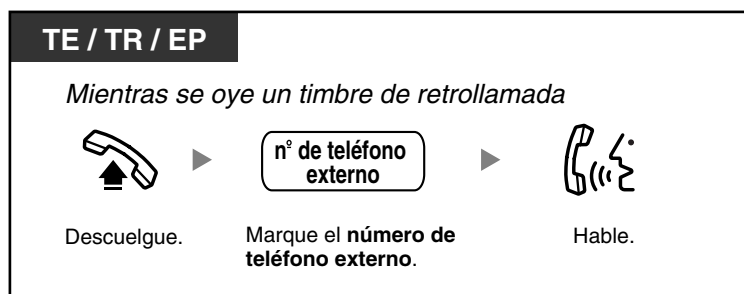 TE / TR / EP
Mientras se oye un timbre de retrollamada
nº de teléfono
externo
Descuelgue.
Marque el número de
teléfono externo.
Hable.